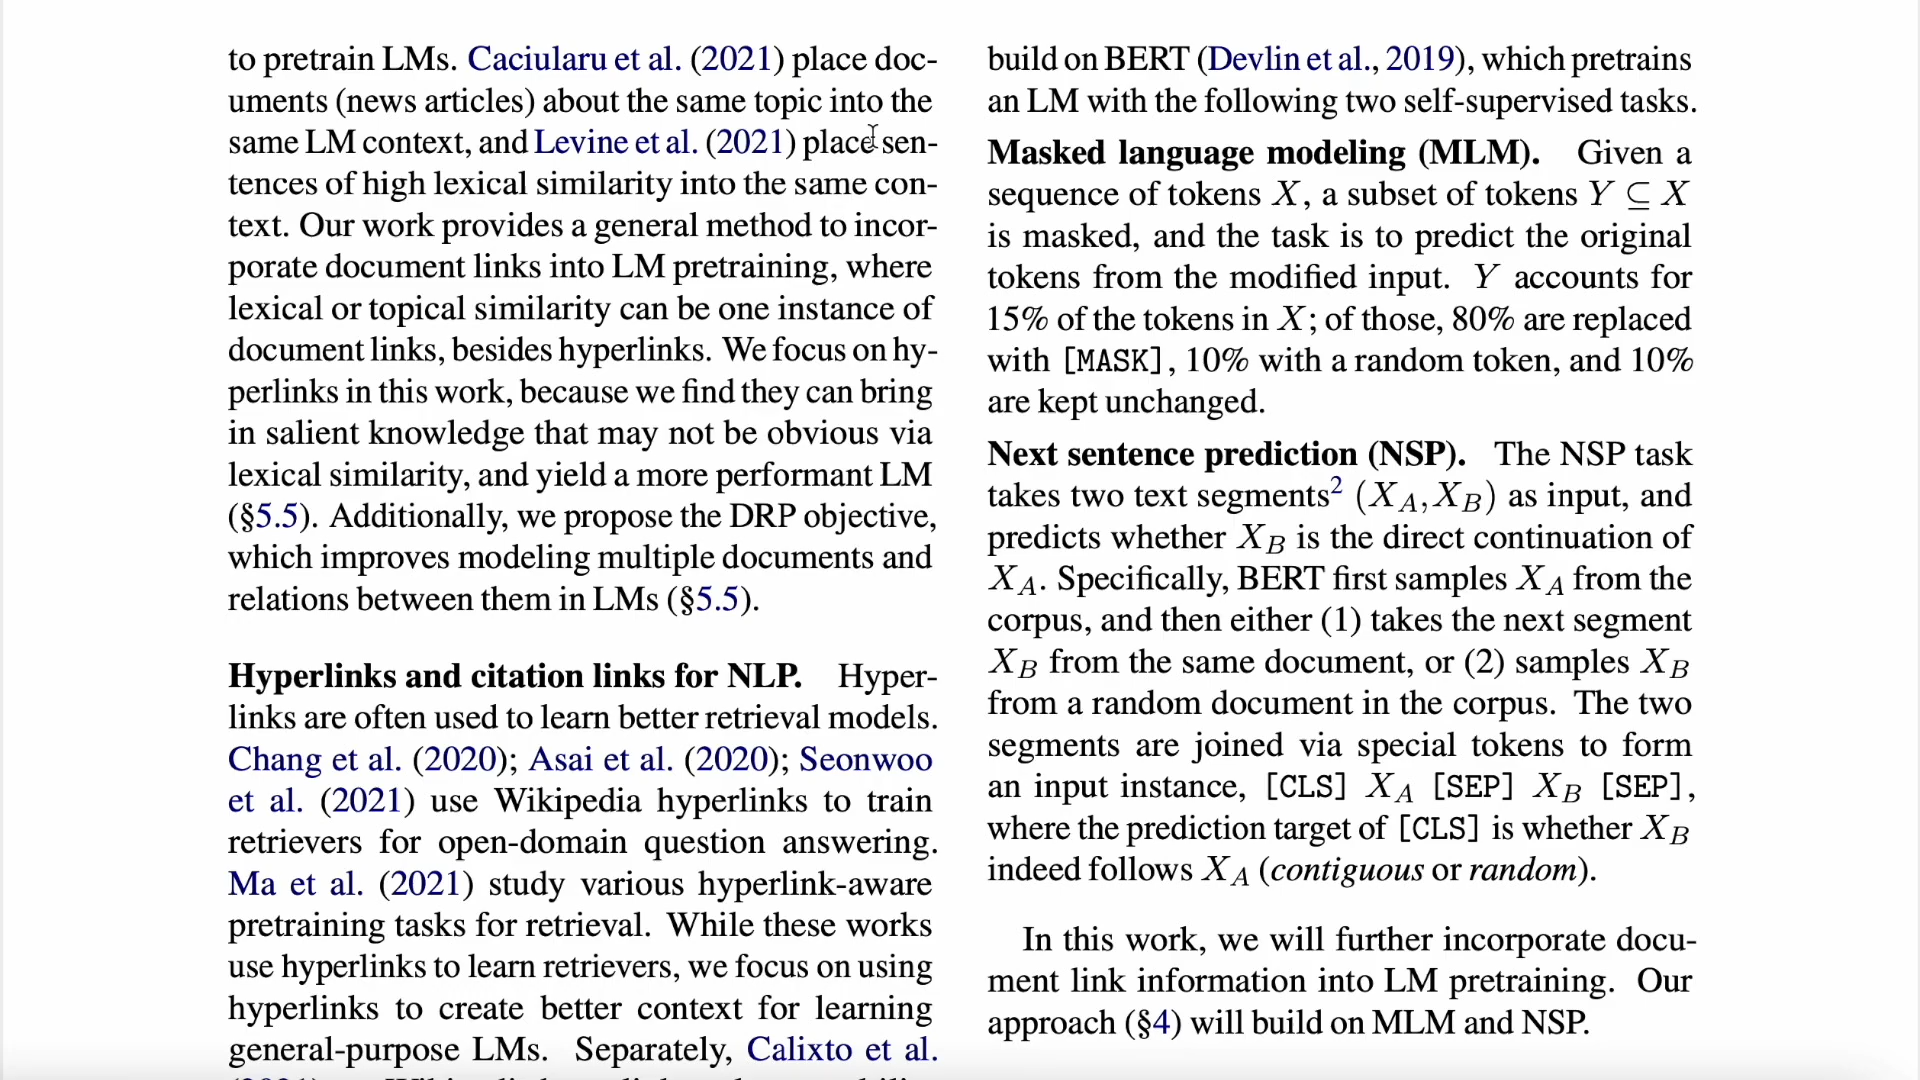 to pretrain LMs. Caciularu et al. (2021) place doc-
uments (news articles) about the same topic into the
same LM context, and Levine et al. (2021) place sen-
tences of high lexical similarity into the same con-
text. Our work provides a general method to incor-
porate document links into LM pretraining, where
lexical or topical similarity can be one instance of
document links, besides hyperlinks. We focus on hy-
perlinks in this work, because we find they can bring
in salient knowledge that may not be obvious via
lexical similarity, and yield a more performant LM
(§5.5). Additionally, we propose the DRP objective,
which improves modeling multiple documents and
relations between them in LMs (§5.5).
Hyperlinks and citation links for NLP. Hyper-
links are often used to learn better retrieval models.
Chang et al. (2020); Asai et al. (2020); Seonwoo
et al. (2021) use Wikipedia hyperlinks to train
retrievers for open-domain question answering.
Ma et al. (2021) study various hyperlink-aware
pretraining tasks for retrieval. While these works
use hyperlinks to learn retrievers, we focus on using
hyperlinks to create better context for learning
general-purpose LMs. Separately, Calixto et al.
build on BERT (Devlin et al., 2019), which pretrains
an LM with the following two self-supervised tasks.
Masked language modeling (MLM). Given a
sequence of tokens X, a subset of tokens Y ⊆ X
is masked, and the task is to predict the original
tokens from the modified input. Y accounts for
15% of the tokens in X; of those, 80% are replaced
with [MASK], 10% with a random token, and 10%
are kept unchanged.
Next sentence prediction (NSP). The NSP task
takes two text segments² (X_A, X_B) as input, and
predicts whether X_B is the direct continuation of
X_A. Specifically, BERT first samples X_A from the
corpus, and then either (1) takes the next segment
X_B from the same document, or (2) samples X_B
from a random document in the corpus. The two
segments are joined via special tokens to form
an input instance, [CLS] X_A [SEP] X_B [SEP],
where the prediction target of [CLS] is whether X_B
indeed follows X_A (contiguous or random).
In this work, we will further incorporate docu-
ment link information into LM pretraining. Our
approach (§4) will build on MLM and NSP.